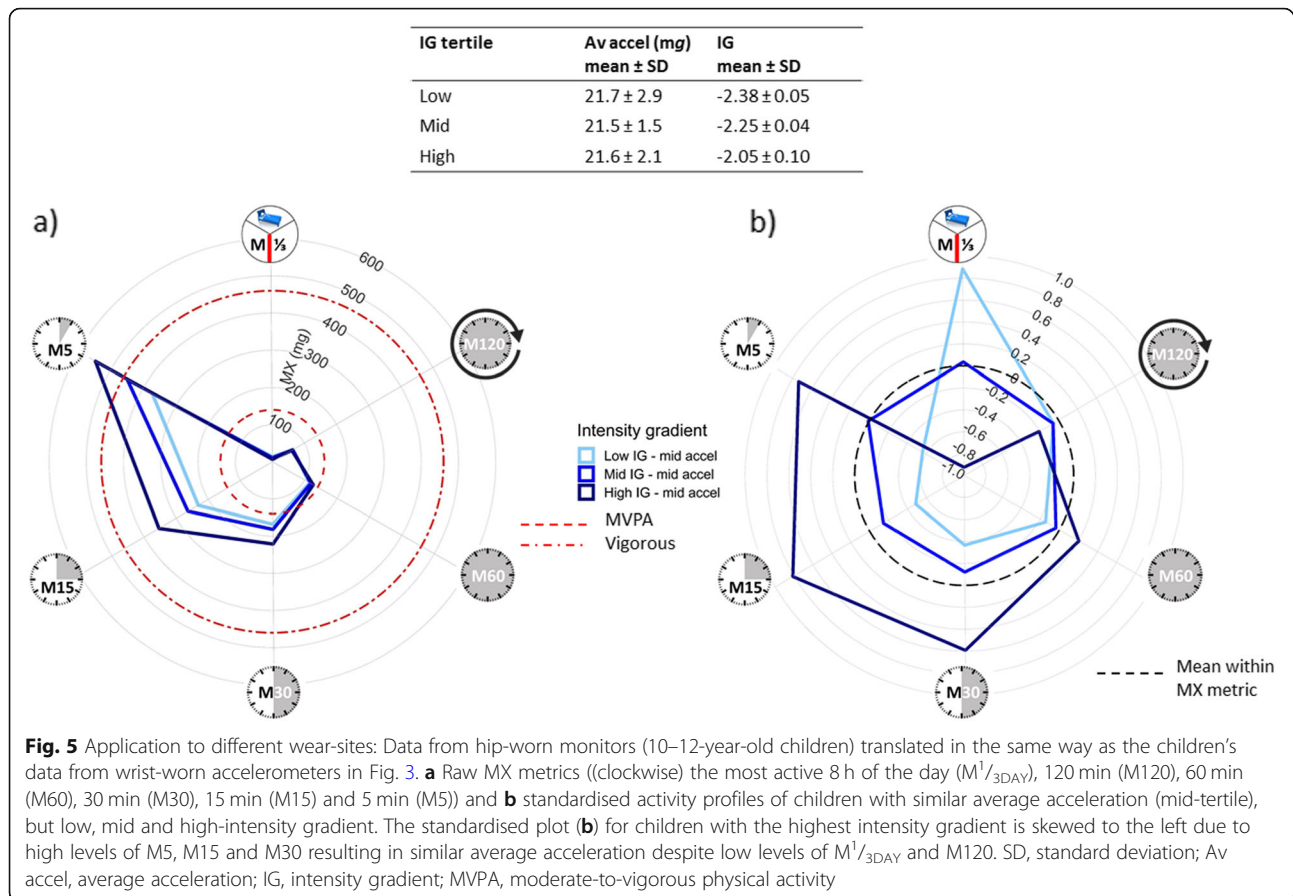 IG tertile Av accel (mg) IG
mean ± SD mean ± SD
Low 21.7 ± 2.9 -2.38 ± 0.05
Mid 21.5 ± 1.5 -2.25 ± 0.04
High 21.6 ± 2.1 -2.05 ± 0.10
a)
M ⅓
600
500
400
300
200
100
MX (mg)
M5
M120
M15
M60
M30
Intensity gradient
Low IG - mid accel
Mid IG - mid accel
High IG - mid accel
MVPA
Vigorous
b)
M ⅓
1.0
0.8
0.6
0.4
0.2
0
-0.2
-0.4
-0.6
-0.8
-1.0
M5
M120
M15
M60
M30
Mean within
MX metric
Fig. 5 Application to different wear-sites: Data from hip-worn monitors (10–12-year-old children) translated in the same way as the children's
data from wrist-worn accelerometers in Fig. 3. a Raw MX metrics ((clockwise) the most active 8 h of the day (M¹/₃DAY), 120 min (M120), 60 min
(M60), 30 min (M30), 15 min (M15) and 5 min (M5)) and b standardised activity profiles of children with similar average acceleration (mid-tertile),
but low, mid and high-intensity gradient. The standardised plot (b) for children with the highest intensity gradient is skewed to the left due to
high levels of M5, M15 and M30 resulting in similar average acceleration despite low levels of M¹/₃DAY and M120. SD, standard deviation; Av
accel, average acceleration; IG, intensity gradient; MVPA, moderate-to-vigorous physical activity